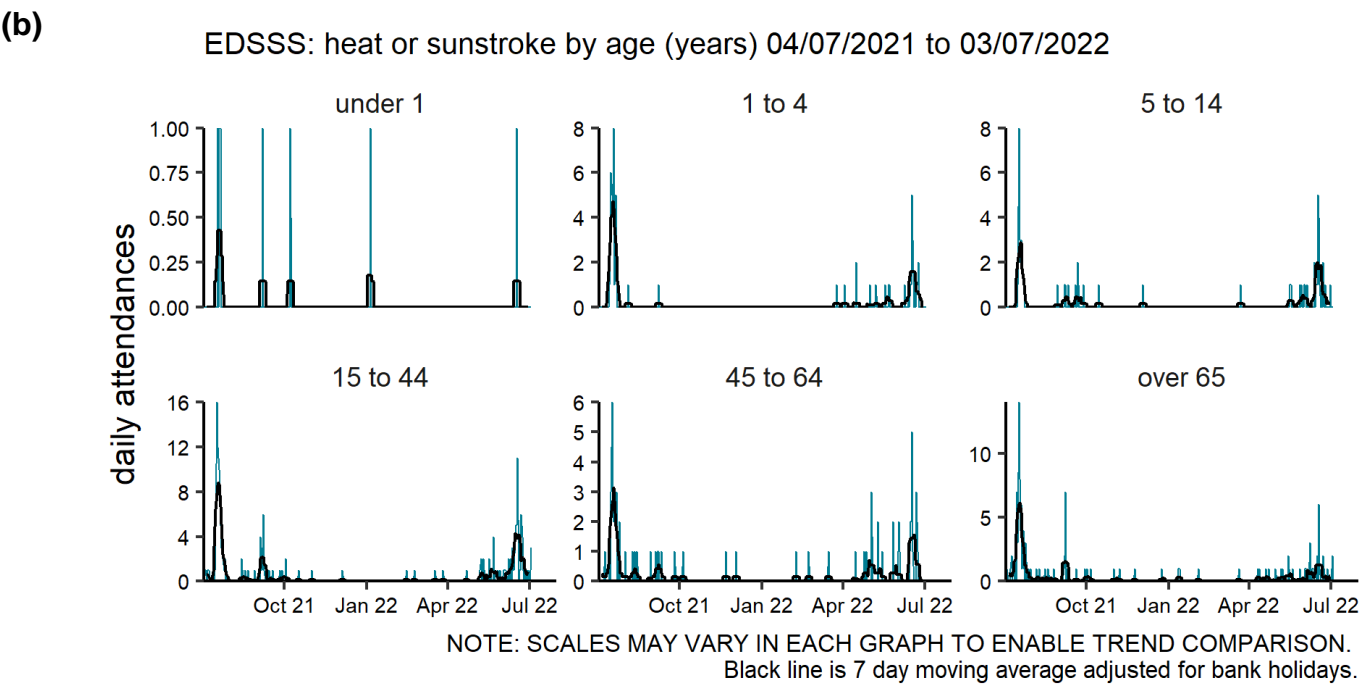 (b)
EDSSS: heat or sunstroke by age (years) 04/07/2021 to 03/07/2022
daily attendances
under 1
1.00
0.75
0.50
0.25
0.00
1 to 4
8
6
4
2
0
5 to 14
8
6
4
2
0
15 to 44
16
12
8
4
0
Oct 21 Jan 22 Apr 22 Jul 22
45 to 64
6
5
4
3
2
1
0
Oct 21 Jan 22 Apr 22 Jul 22
over 65
10
5
0
Oct 21 Jan 22 Apr 22 Jul 22
NOTE: SCALES MAY VARY IN EACH GRAPH TO ENABLE TREND COMPARISON.
Black line is 7 day moving average adjusted for bank holidays.